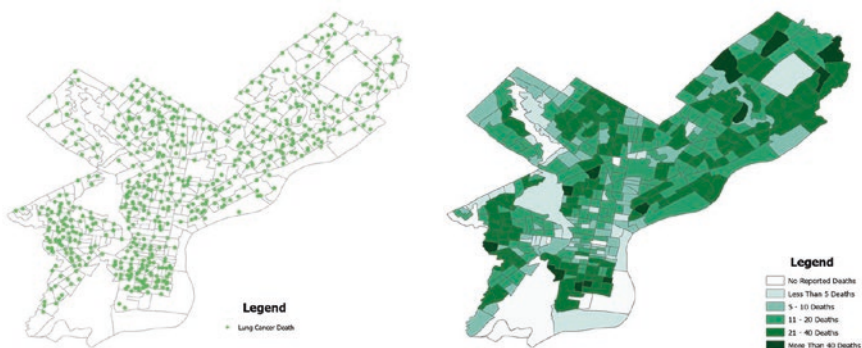 Legend
Lung Cancer Death
Legend
No Reported Deaths
Less Than 5 Deaths
5 - 10 Deaths
11 - 20 Deaths
21 - 40 Deaths
More Than 40 Deaths